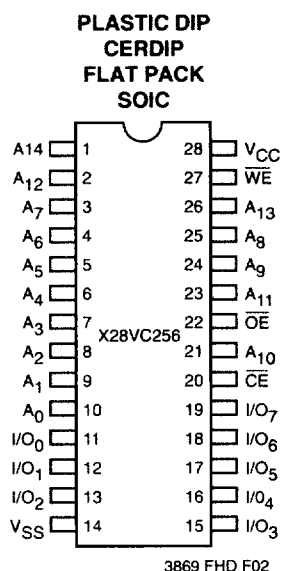 PLASTIC DIP
CERDIP
FLAT PACK
SOIC
A14 1 28 VCC
A12 2 27 WE
A7 3 26 A13
A6 4 25 A8
A5 5 24 A9
A4 6 23 A11
A3 7 22 OE
X28VC256
A2 8 21 A10
A1 9 20 CE
A0 10 19 I/O7
I/O0 11 18 I/O6
I/O1 12 17 I/O5
I/O2 13 16 I/04
VSS 14 15 I/O3
3869 FHD F02